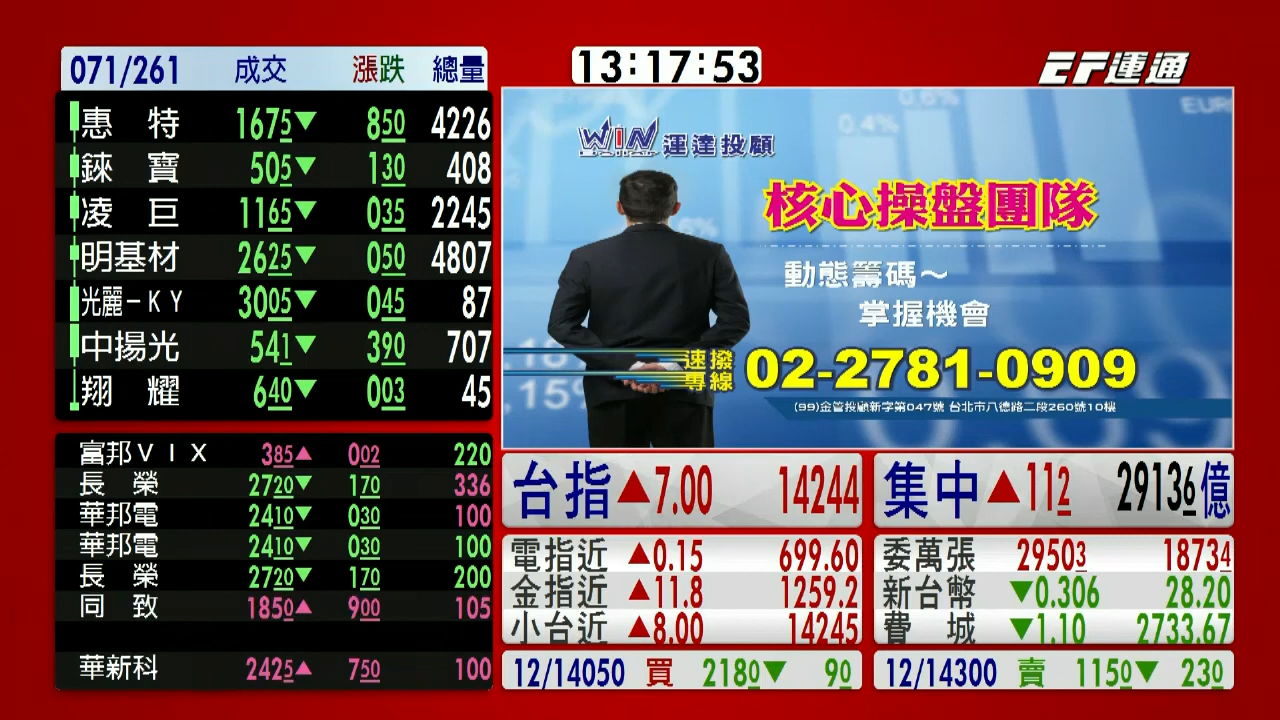 071/261 成交 漲跌 總量
惠特 1675▼ 850 4226
錸寶 505▼ 130 408
凌巨 1165▼ 035 2245
明基材 2625▼ 050 4807
光麗-KY 3005▼ 045 87
中揚光 541▼ 390 707
翔耀 640▼ 003 45
富邦VIX 385▲ 002 220
長榮 2720▼ 170 336
華邦電 2410▼ 030 100
華邦電 2410▼ 030 100
長榮 2720▼ 170 200
同致 1850▲ 900 105
華新科 2425▲ 750 100
13:17:53
EF運通
0.6%
EUR
0.4%
WIN 運達投顧
核心操盤團隊
動態籌碼~
掌握機會
速撥專線 02-2781-0909
(99)金管投顧新字第047號 台北市八德路二段260號10樓
台指▲7.00 14244
電指近 ▲0.15 699.60
金指近 ▲11.8 1259.2
小台近 ▲8.00 14245
12/14050 買 2180▼ 90
集中▲112 29136億
委萬張 29503 18734
新台幣 ▼0.306 28.20
費城 ▼1.10 2733.67
12/14300 賣 1150▼ 230